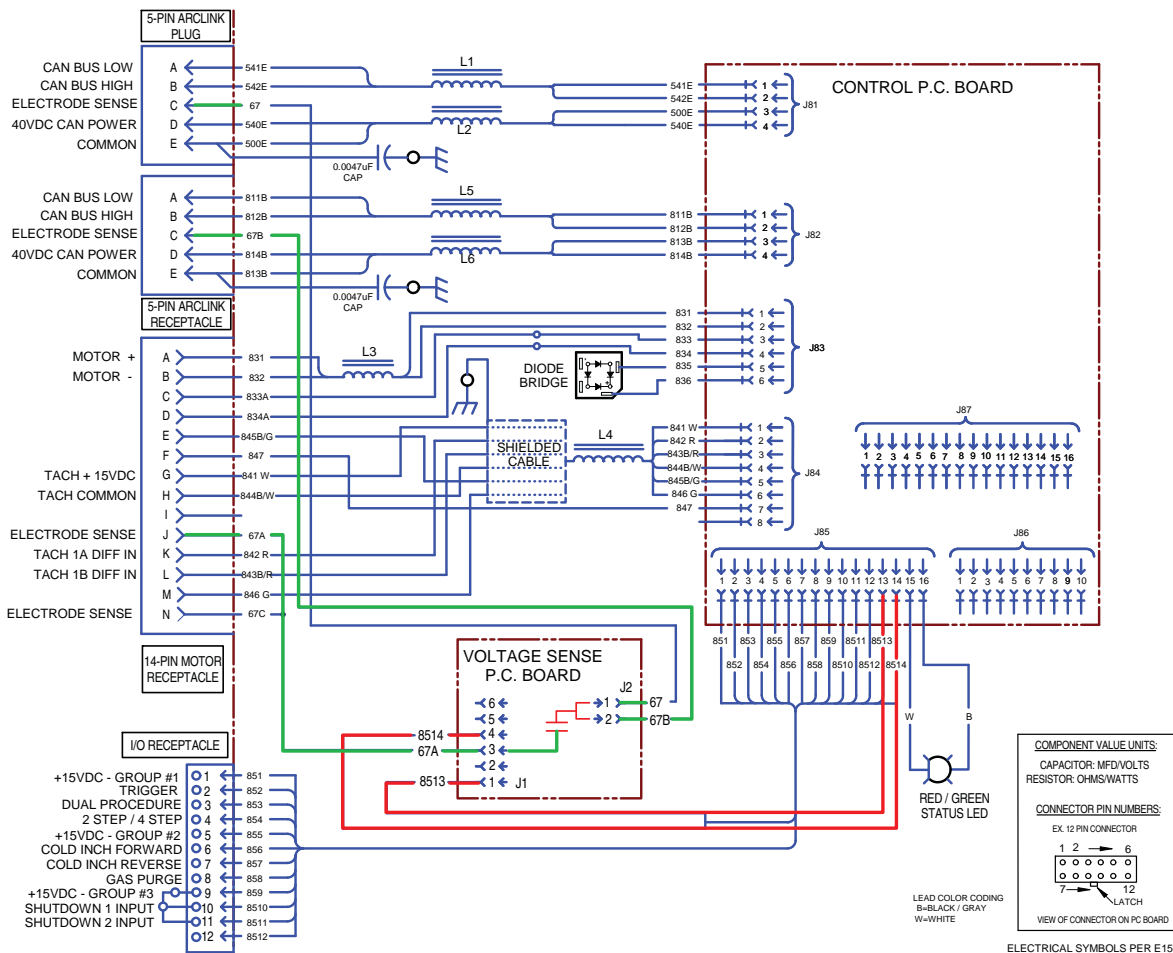 5-PIN ARCLINK
PLUG
CAN BUS LOW A 541E
CAN BUS HIGH B 542E
ELECTRODE SENSE C 67
40VDC CAN POWER D 540E
COMMON E 500E
L1
L2
0.0047uF
CAP
CAN BUS LOW A 811B
CAN BUS HIGH B 812B
ELECTRODE SENSE C 67B
40VDC CAN POWER D 814B
COMMON E 813B
L5
L6
0.0047uF
CAP
5-PIN ARCLINK
RECEPTACLE
MOTOR + A 831
MOTOR - B 832
C 833A
D 834A
E 845B/G
F 847
TACH + 15VDC G 841 W
TACH COMMON H 844B/W
I
ELECTRODE SENSE J 67A
TACH 1A DIFF IN K 842 R
TACH 1B DIFF IN L 843B/R
M 846 G
ELECTRODE SENSE N 67C
14-PIN MOTOR
RECEPTACLE
L3
DIODE
BRIDGE
SHIELDED
CABLE
L4
CONTROL P.C. BOARD
541E 1
542E 2
500E 3
540E 4
J81
811B 1
812B 2
813B 3
814B 4
J82
831 1
832 2
833 3
834 4
835 5
836 6
J83
841 W 1
842 R 2
843B/R 3
844B/W 4
845B/G 5
846 G 6
847 7
8
J84
J87
1 2 3 4 5 6 7 8 9 10 11 12 13 14 15 16
J85
1 2 3 4 5 6 7 8 9 10 11 12 13 14 15 16
J86
1 2 3 4 5 6 7 8 9 10
851 853 855 857 859 8511 8513
852 854 856 858 8510 8512 8514
W B
RED / GREEN
STATUS LED
VOLTAGE SENSE
P.C. BOARD
6
5
8514 4
67A 3
2
8513 1 J1
J2
1 67
2 67B
I/O RECEPTACLE
+15VDC - GROUP #1 1 851
TRIGGER 2 852
DUAL PROCEDURE 3 853
2 STEP / 4 STEP 4 854
+15VDC - GROUP #2 5 855
COLD INCH FORWARD 6 856
COLD INCH REVERSE 7 857
GAS PURGE 8 858
+15VDC - GROUP #3 9 859
SHUTDOWN 1 INPUT 10 8510
SHUTDOWN 2 INPUT 11 8511
12 8512
LEAD COLOR CODING
B=BLACK / GRAY
W=WHITE
COMPONENT VALUE UNITS:
CAPACITOR: MFD/VOLTS
RESISTOR: OHMS/WATTS
CONNECTOR PIN NUMBERS:
EX. 12 PIN CONNECTOR
1 2 6
7 12
LATCH
VIEW OF CONNECTOR ON PC BOARD
ELECTRICAL SYMBOLS PER E15